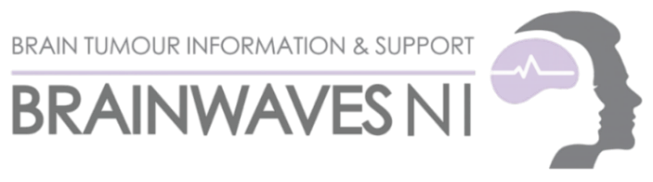 BRAIN TUMOUR INFORMATION & SUPPORT
BRAINWAVES NI